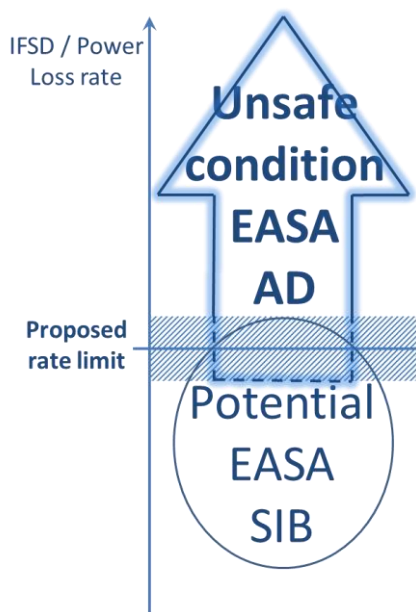 IFSD / Power
Loss rate
Unsafe
condition
EASA
AD
Proposed
rate limit
Potential
EASA
SIB